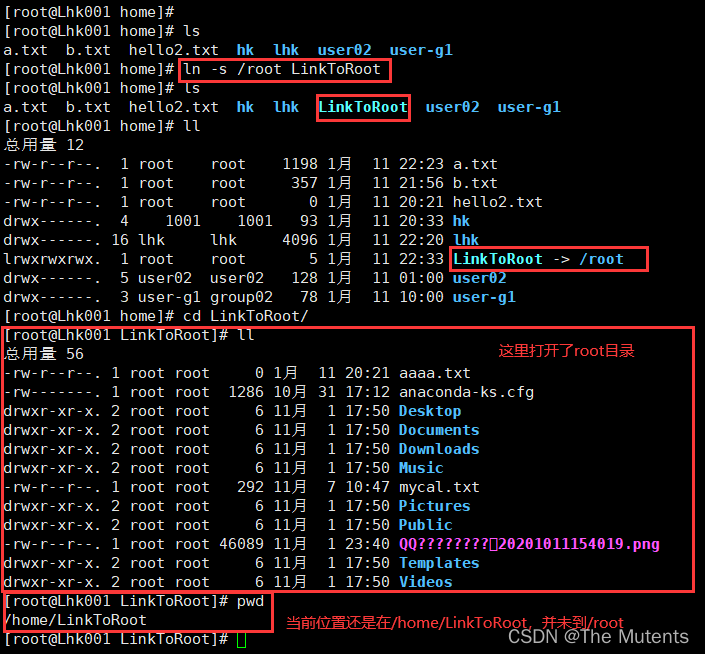 [root@Lhk001 home]#
[root@Lhk001 home]# ls
a.txt  b.txt  hello2.txt  hk  lhk  user02  user-g1
[root@Lhk001 home]# ln -s /root LinkToRoot
[root@Lhk001 home]# ls
a.txt  b.txt  hello2.txt  hk  lhk  LinkToRoot  user02  user-g1
[root@Lhk001 home]# ll
总用量 12
-rw-r--r--.  1 root    root    1198 1月  11 22:23 a.txt
-rw-r--r--.  1 root    root     357 1月  11 21:56 b.txt
-rw-r--r--.  1 root    root       0 1月  11 20:21 hello2.txt
drwx------.  4    1001    1001   93 1月  11 20:33 hk
drwx------. 16 lhk     lhk     4096 1月  11 22:20 lhk
lrwxrwxrwx.  1 root    root       5 1月  11 22:33 LinkToRoot -> /root
drwx------.  5 user02  user02   128 1月  11 01:00 user02
drwx------.  3 user-g1 group02   78 1月  11 10:00 user-g1
[root@Lhk001 home]# cd LinkToRoot/
[root@Lhk001 LinkToRoot]# ll
总用量 56
这里打开了root目录
-rw-r--r--. 1 root root     0 1月  11 20:21 aaaa.txt
-rw-------. 1 root root  1286 10月 31 17:12 anaconda-ks.cfg
drwxr-xr-x. 2 root root     6 11月  1 17:50 Desktop
drwxr-xr-x. 2 root root     6 11月  1 17:50 Documents
drwxr-xr-x. 2 root root     6 11月  1 17:50 Downloads
drwxr-xr-x. 2 root root     6 11月  1 17:50 Music
-rw-r--r--. 1 root root   292 11月  7 10:47 mycal.txt
drwxr-xr-x. 2 root root     6 11月  1 17:50 Pictures
drwxr-xr-x. 2 root root     6 11月  1 17:50 Public
-rw-r--r--. 1 root root 46089 11月  1 23:40 QQ????????20201011154019.png
drwxr-xr-x. 2 root root     6 11月  1 17:50 Templates
drwxr-xr-x. 2 root root     6 11月  1 17:50 Videos
[root@Lhk001 LinkToRoot]# pwd
/home/LinkToRoot
当前位置还是在/home/LinkToRoot，并未到/root
[root@Lhk001 LinkToRoot]#
CSDN @The Mutents